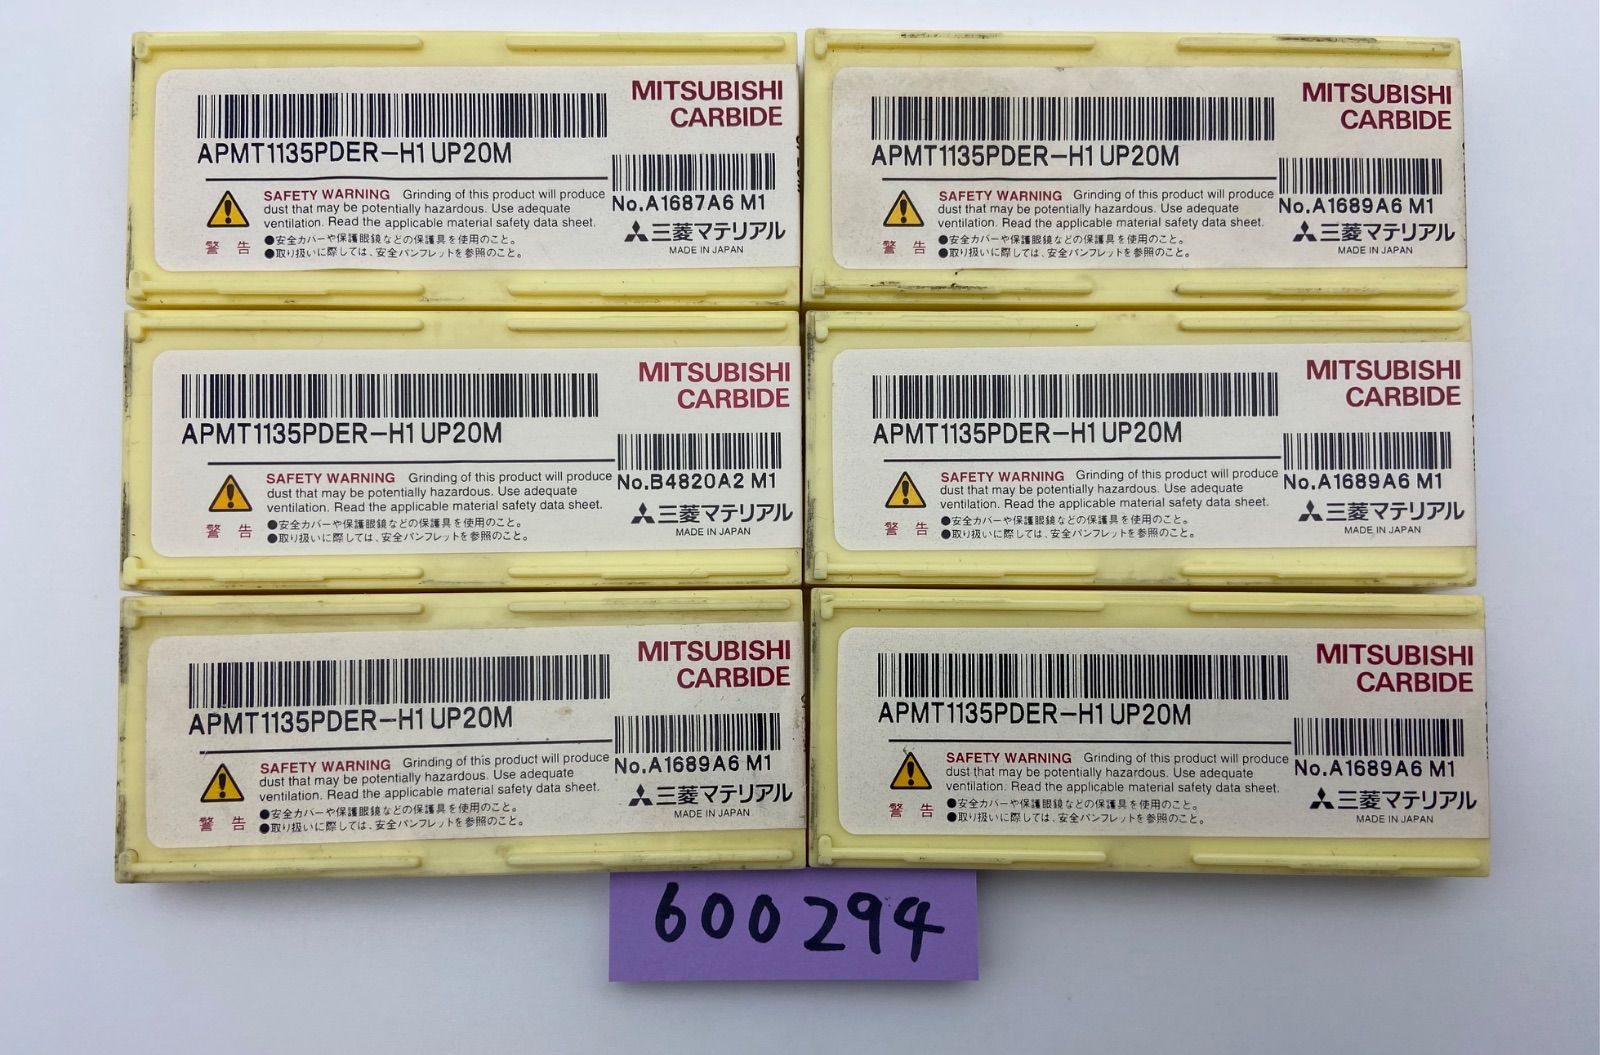 MITSUBISHI
CARBIDE
APMT1135PDER-H1 UP20M
SAFETY WARNING Grinding of this product will produce
dust that may be potentially hazardous. Use adequate
ventilation. Read the applicable material safety data sheet.
警告
●安全カバーや保護眼鏡などの保護具を使用のこと。
●取り扱いに際しては、安全パンフレットを参照のこと。
No.A1687A6 M1
三菱マテリアル
MADE IN JAPAN
MITSUBISHI
CARBIDE
APMT1135PDER-H1 UP20M
SAFETY WARNING Grinding of this product will produce
dust that may be potentially hazardous. Use adequate
ventilation. Read the applicable material safety data sheet.
警告
●安全カバーや保護眼鏡などの保護具を使用のこと。
●取り扱いに際しては、安全パンフレットを参照のこと。
No.A1689A6 M1
三菱マテリアル
MADE IN JAPAN
MITSUBISHI
CARBIDE
APMT1135PDER-H1 UP20M
SAFETY WARNING Grinding of this product will produce
dust that may be potentially hazardous. Use adequate
ventilation. Read the applicable material safety data sheet.
警告
●安全カバーや保護眼鏡などの保護具を使用のこと。
●取り扱いに際しては、安全パンフレットを参照のこと。
No.B4820A2 M1
三菱マテリアル
MADE IN JAPAN
MITSUBISHI
CARBIDE
APMT1135PDER-H1 UP20M
SAFETY WARNING Grinding of this product will produce
dust that may be potentially hazardous. Use adequate
ventilation. Read the applicable material safety data sheet.
警告
●安全カバーや保護眼鏡などの保護具を使用のこと。
●取り扱いに際しては、安全パンフレットを参照のこと。
No.A1689A6 M1
三菱マテリアル
MADE IN JAPAN
MITSUBISHI
CARBIDE
APMT1135PDER-H1 UP20M
SAFETY WARNING Grinding of this product will produce
dust that may be potentially hazardous. Use adequate
ventilation. Read the applicable material safety data sheet.
警告
●安全カバーや保護眼鏡などの保護具を使用のこと。
●取り扱いに際しては、安全パンフレットを参照のこと。
No.A1689A6 M1
三菱マテリアル
MADE IN JAPAN
MITSUBISHI
CARBIDE
APMT1135PDER-H1 UP20M
SAFETY WARNING Grinding of this product will produce
dust that may be potentially hazardous. Use adequate
ventilation. Read the applicable material safety data sheet.
警告
●安全カバーや保護眼鏡などの保護具を使用のこと。
●取り扱いに際しては、安全パンフレットを参照のこと。
No.A1689A6 M1
三菱マテリアル
MADE IN JAPAN
600294